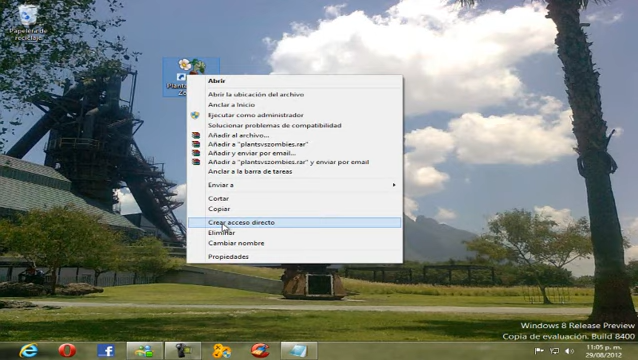 Papelera de
reciclaje
Abrir
Abrir la ubicación del archivo
Anclar a Inicio
Ejecutar como administrador
Solucionar problemas de compatibilidad
Añadir al archivo...
Añadir a "plantsvszombies.rar"
Añadir y enviar por email...
Añadir a "plantsvszombies.rar" y enviar por email
Anclar a la barra de tareas
Enviar a
Cortar
Copiar
Crear acceso directo
Eliminar
Cambiar nombre
Propiedades
Windows 8 Release Preview
Copia de evaluación. Build 8400
11:05 p. m.
29/08/2012